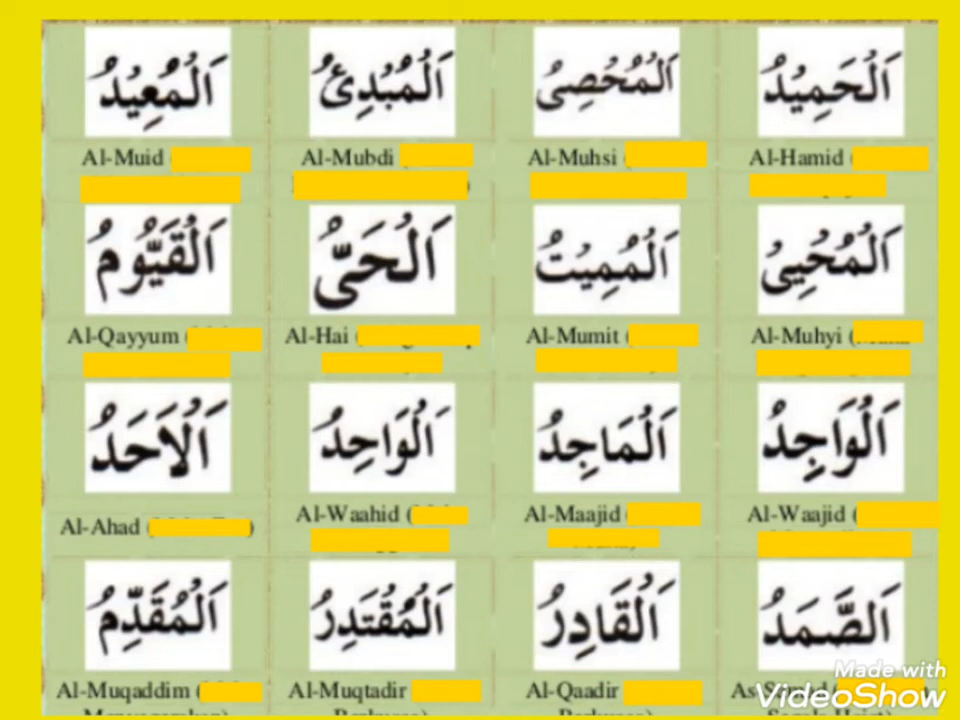 اَلْحَمِيْدُ
اَلْمُحْصِىُ
اَلْمُبْدِئُ
اَلْمُعِيْدُ
Al-Muid
Al-Mubdi
Al-Muhsi
Al-Hamid (
اَلْمُحْيِىُ
اَلْمُمِيْتُ
اَلْحَىُّ
اَلْقَيُّوْمُ
Al-Qayyum (
Al-Hai (
Al-Mumit (
Al-Muhyi (
اَلْوَاجِدُ
اَلْمَاجِدُ
اَلْوَاحِدُ
اَلْاَحَدُ
Al-Ahad ( )
Al-Waahid (
Al-Maajid
Al-Waajid (
اَلصَّمَدُ
اَلْقَادِرُ
اَلْمُقْتَدِرُ
اَلْمُقَدِّمُ
Al-Muqaddim (
Al-Muqtadir
Al-Qaadir
Made with
VideoShow